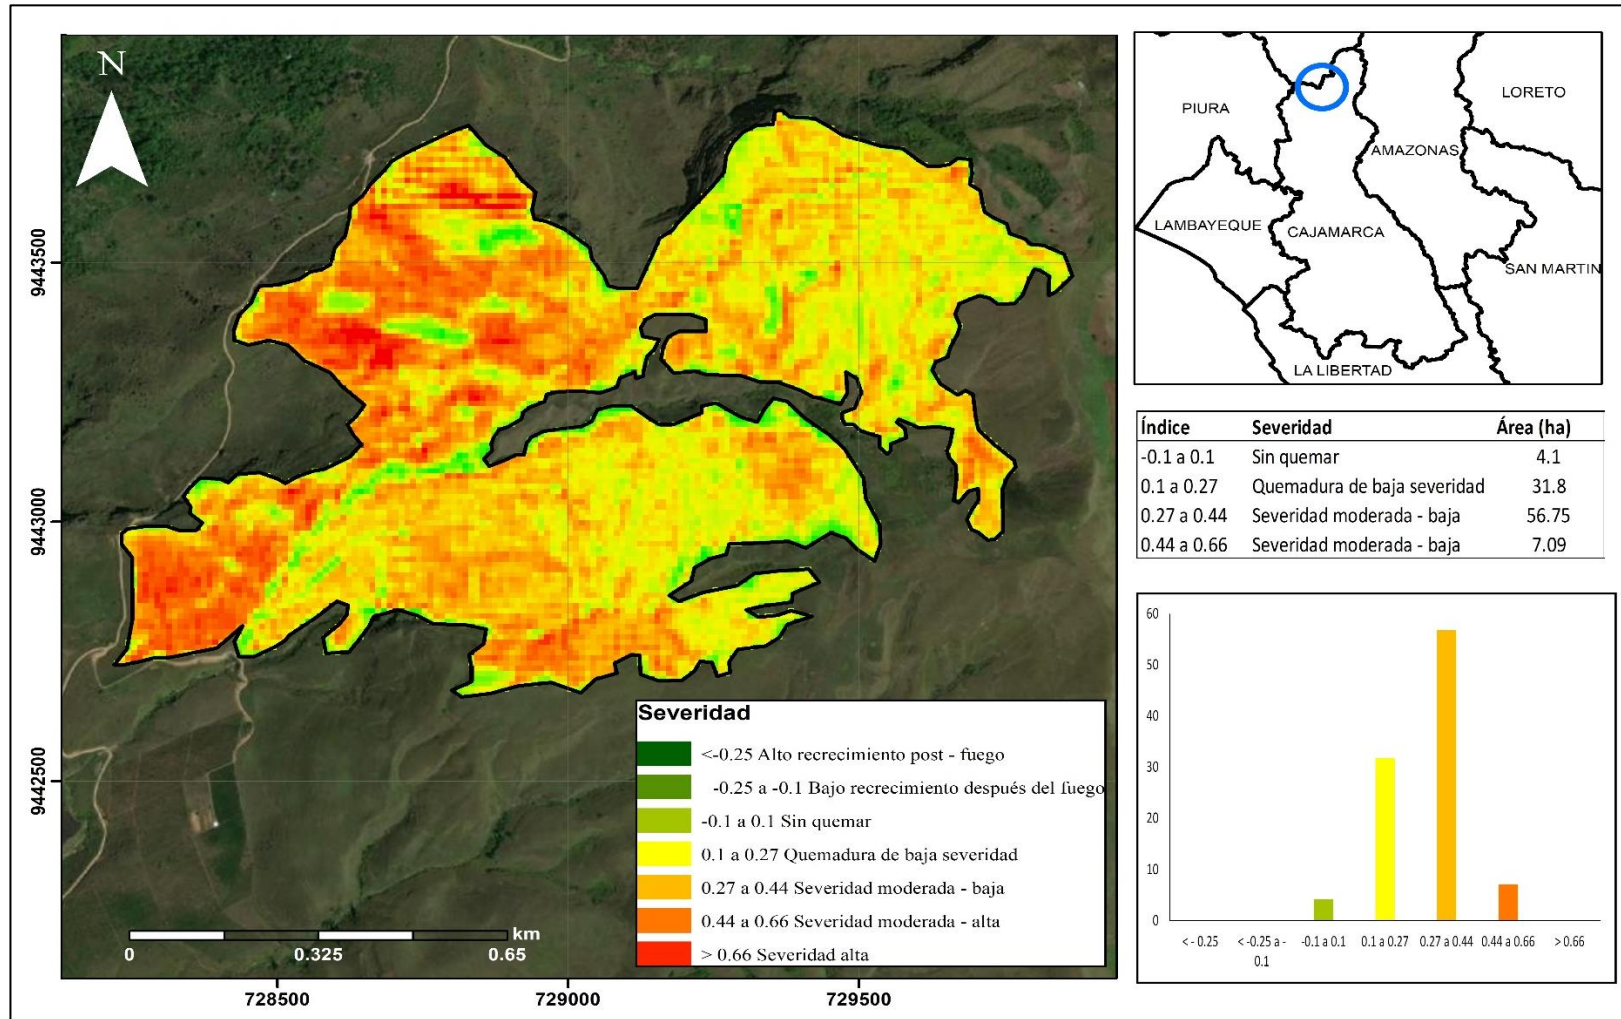 N
9443500
9443000
9442500
728500
729000
729500
0
0.325
0.65
km
Severidad
<-0.25 Alto recrecimiento post - fuego
-0.25 a -0.1 Bajo recrecimiento después del fuego
-0.1 a 0.1 Sin quemar
0.1 a 0.27 Quemadura de baja severidad
0.27 a 0.44 Severidad moderada - baja
0.44 a 0.66 Severidad moderada - alta
> 0.66 Severidad alta
PIURA
LORETO
AMAZONAS
LAMBAYEQUE
CAJAMARCA
SAN MARTIN
LA LIBERTAD
Índice Severidad Área (ha)
-0.1 a 0.1 Sin quemar 4.1
0.1 a 0.27 Quemadura de baja severidad 31.8
0.27 a 0.44 Severidad moderada - baja 56.75
0.44 a 0.66 Severidad moderada - baja 7.09
60
50
40
30
20
10
0
< - 0.25
< -0.25 a -
0.1
-0.1 a 0.1
0.1 a 0.27
0.27 a 0.44
0.44 a 0.66
> 0.66